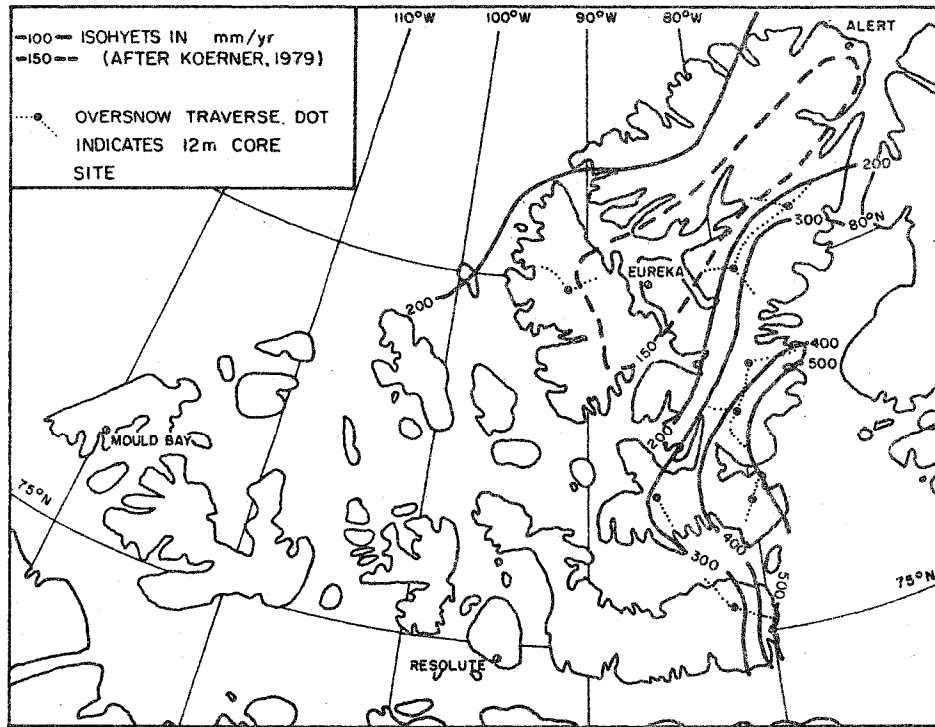 110°W 100°W 90°W 80°W
ALERT
-100- ISOHYETS IN mm/yr
-150-- (AFTER KOERNER, 1979)
OVERSNOW TRAVERSE. DOT
INDICATES 12m CORE
SITE
200
300 80°N
EUREKA
200
150
400
500
200
MOULD BAY
75°N
400
300
500
75°N
RESOLUTE